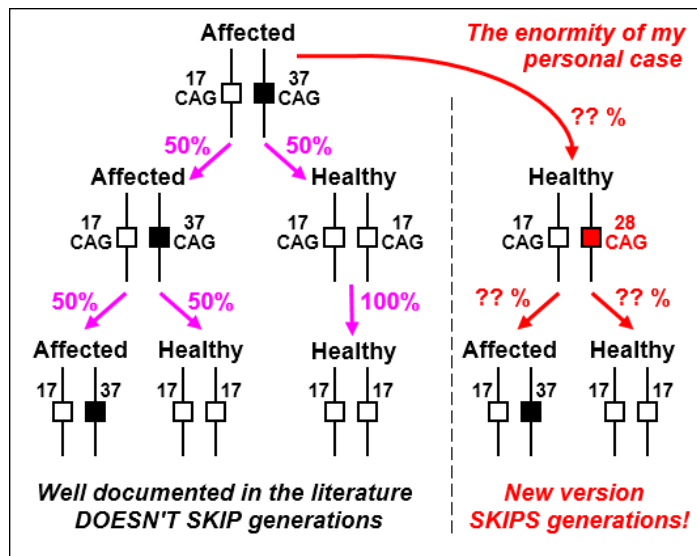 Affected
The enormity of my
personal case
17
CAG
37
CAG
?? %
50%
50%
Affected
Healthy
Healthy
17
CAG
37
CAG
17
CAG
17
CAG
17
CAG
28
CAG
50%
50%
100%
?? %
?? %
Affected
Healthy
Healthy
Affected
Healthy
17
37
17
17
17
17
17
37
17
17
Well documented in the literature
DOESN'T SKIP generations
New version
SKIPS generations!